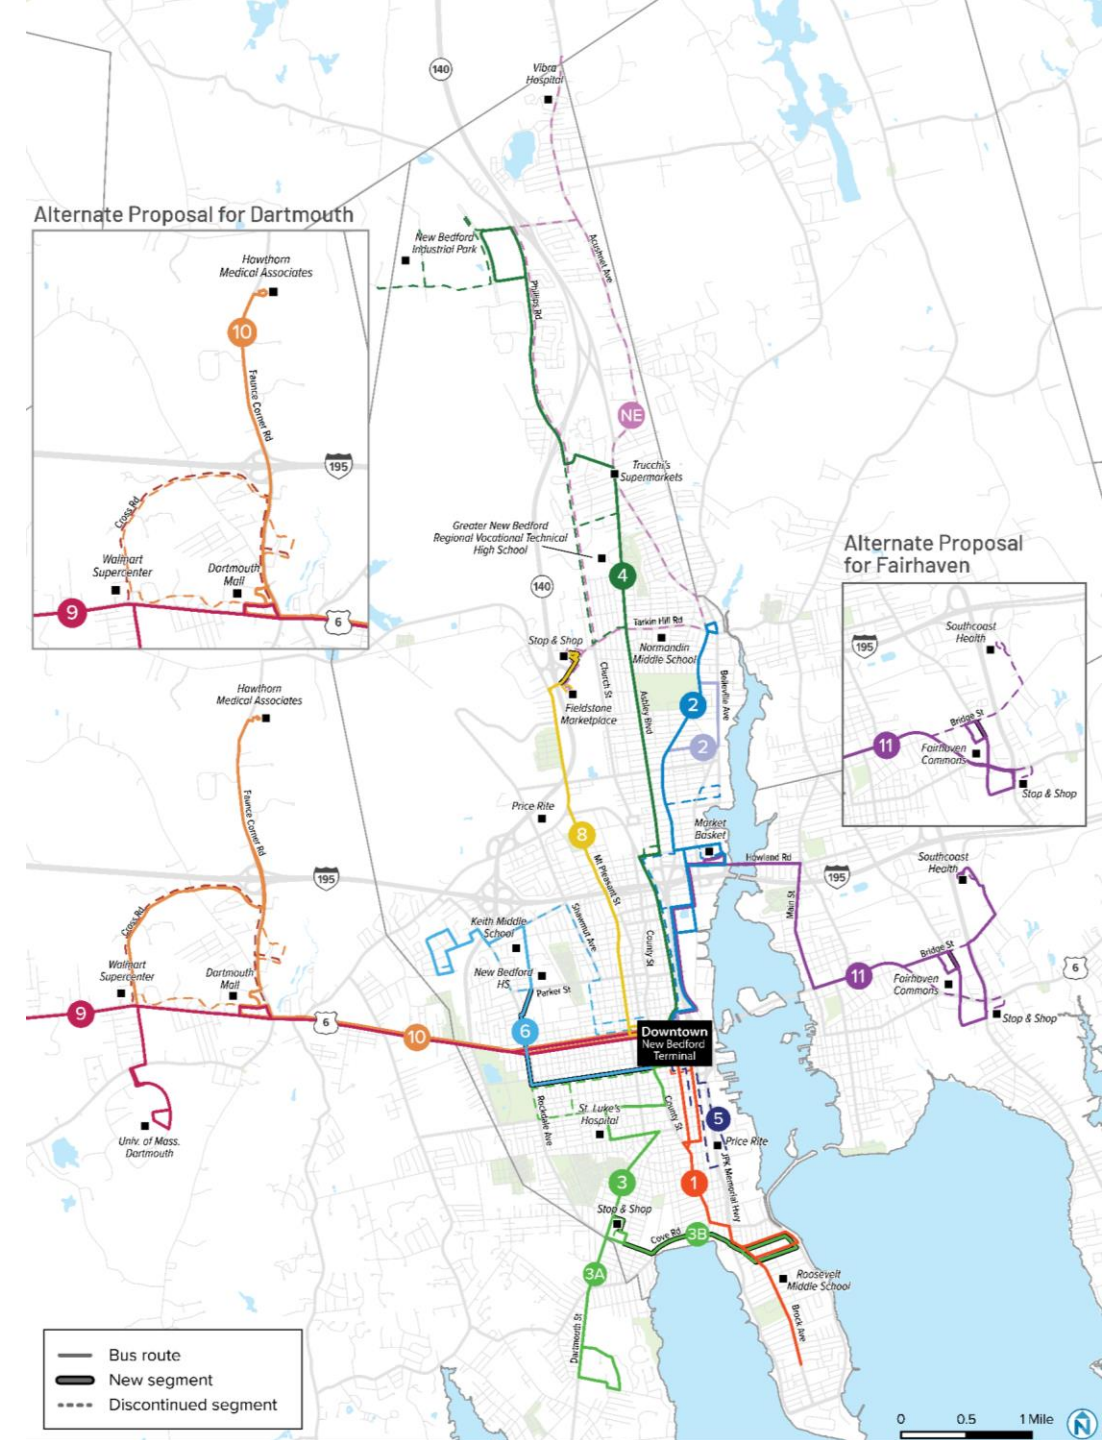 140
Vibra
Hospital
Alternate Proposal for Dartmouth
Hawthorn
Medical Associates
10
Faunce Corner Rd
195
Cross Rd
Walmart
Supercenter
Dartmouth
Mall
9
6
New Bedford
Industrial Park
Phillips Rd
Acushnet Ave
NE
Trucchi's
Supermarkets
Greater New Bedford
Regional Vocational Technical
High School
140
4
Tarkin Hill Rd
Normandin
Middle School
Stop & Shop
Church St
Fieldstone
Marketplace
Ashley Blvd
Belleville Ave
2
2
Alternate Proposal
for Fairhaven
Southcoast
Health
195
Bridge St
11
Fairhaven
Commons
Stop & Shop
Hawthorn
Medical Associates
Faunce Corner Rd
195
Cross Rd
Walmart
Supercenter
Dartmouth
Mall
9
6
10
Univ. of Mass.
Dartmouth
Price Rite
8
Mt Pleasant St
Market
Basket
Howland Rd
195
Main St
Southcoast
Health
Bridge St
6
11
Fairhaven
Commons
Stop & Shop
Keith Middle
School
Shawmut Ave
County St
New Bedford
HS
Parker St
6
Downtown
New Bedford
Terminal
Rockdale Ave
St. Luke's
Hospital
County St
5
Price Rite
JFK Memorial Hwy
3
1
Stop & Shop
Cove Rd
3B
3A
Roosevelt
Middle School
Dartmouth St
Brock Ave
Bus route
New segment
Discontinued segment
0 0.5 1 Mile
N